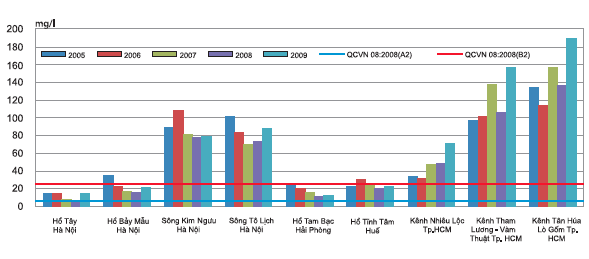 mg/l
200
180
160
140
120
100
80
60
40
20
0
2005 2006 2007 2008 2009 QCVN 08:2008(A2) QCVN 08:2008(B2)
Hồ Tây
Hà Nội
Hồ Bảy Mẫu
Hà Nội
Sông Kim Ngưu
Hà Nội
Sông Tô Lịch
Hà Nội
Hồ Tam Bạc
Hải Phòng
Hồ Tịnh Tâm
Huế
Kênh Nhiêu Lộc
Tp.HCM
Kênh Tham
Lương - Vàm
Thuật Tp. HCM
Kênh Tân Hóa
Lò Gốm Tp.
HCM